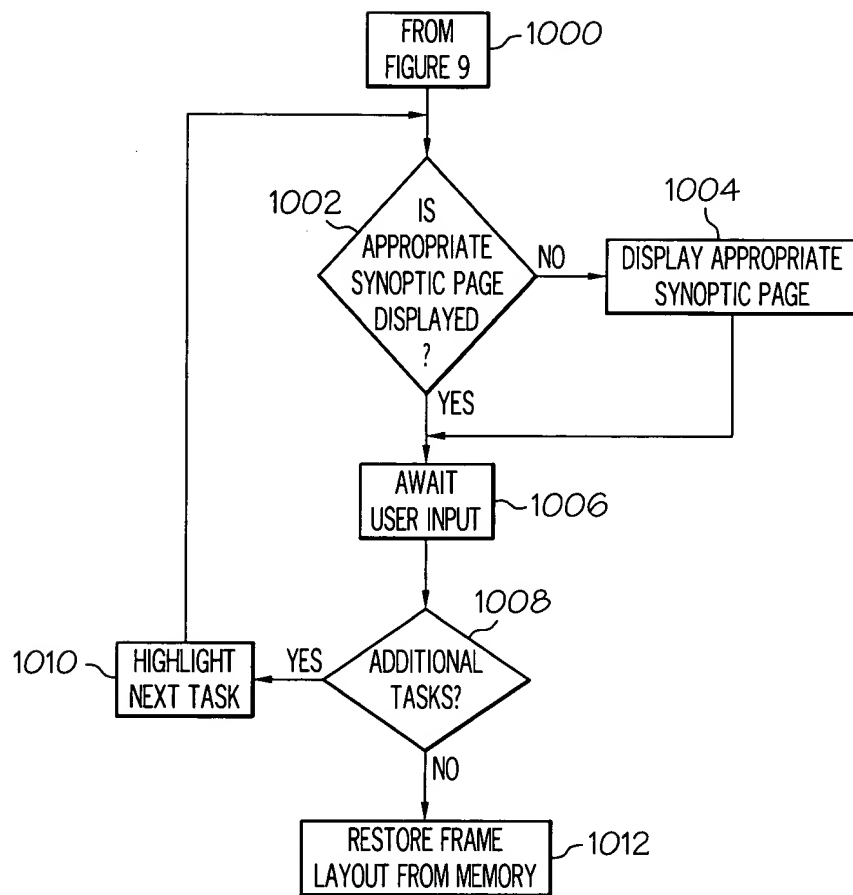 FROM
FIGURE 9
1000
1002
IS
APPROPRIATE
SYNOPTIC PAGE
DISPLAYED
?
NO
1004
DISPLAY APPROPRIATE
SYNOPTIC PAGE
YES
AWAIT
USER INPUT
1006
1008
ADDITIONAL
TASKS?
YES
1010
HIGHLIGHT
NEXT TASK
NO
RESTORE FRAME
LAYOUT FROM MEMORY
1012